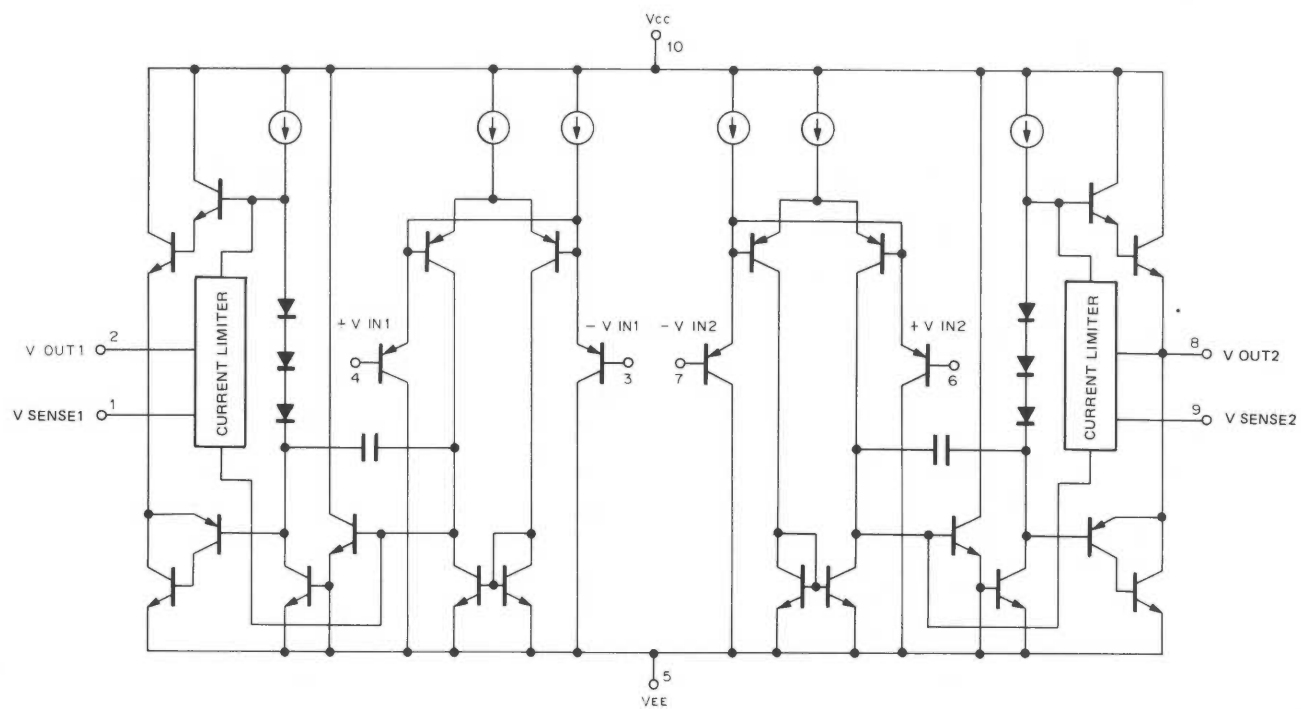 Vcc
10
+ V IN1
- V IN1
- V IN2
+ V IN2
2
V OUT1
4
3
7
6
8
V OUT2
1
V SENSE1
9
V SENSE2
CURRENT LIMITER
CURRENT LIMITER
5
VEE